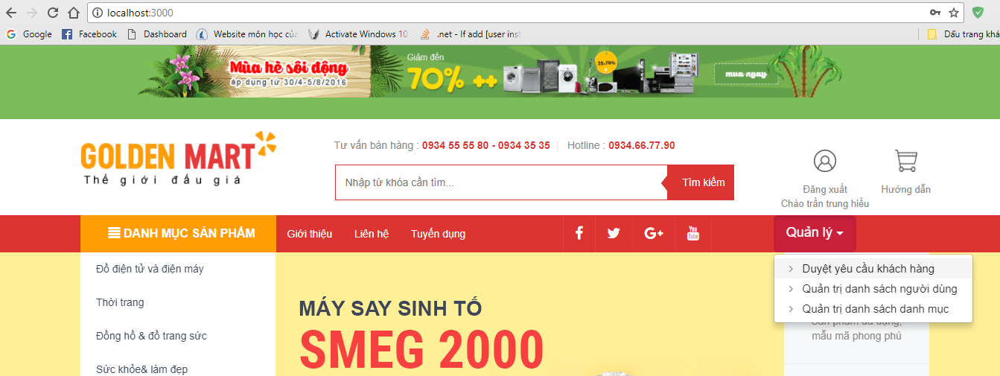 localhost:3000
Google Facebook Dashboard Website môn học củ Activate Windows 10 .net - If add [user inst Dấu trang khá
Mùa hè sôi động
áp dụng từ 30/4-5/8/2016
Giảm đến
70% ++
25-70%
mua ngay
GOLDEN MART
Thế giới đấu giá
Tư vấn bán hàng : 0934 55 55 80 - 0934 35 35 | Hotline : 0934.66.77.90
Nhập từ khóa cần tìm... Tìm kiếm
Đăng xuất
Chào trần trung hiếu
Hướng dẫn
DANH MỤC SẢN PHẨM Giới thiệu Liên hệ Tuyển dụng f G+ You Tube Quản lý
Duyệt yêu cầu khách hàng
Quản trị danh sách người dùng
Quản trị danh sách danh mục
Sản phẩm đa dạng,
mẫu mã phong phú
Đồ điện tử và điện máy
Thời trang
Đồng hồ & đồ trang sức
Sức khỏe& làm đẹp
MÁY SAY SINH TỐ
SMEG 2000